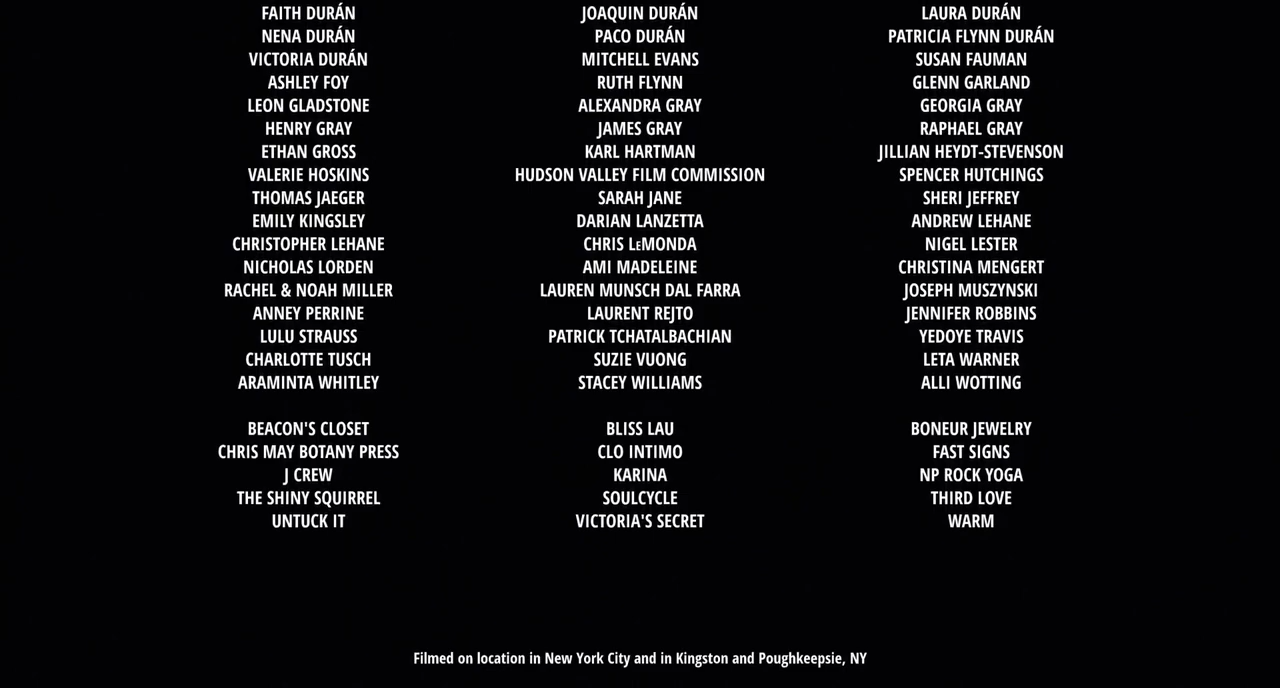 FAITH DURÁN JOAQUIN DURÁN LAURA DURÁN
NENA DURÁN PACO DURÁN PATRICIA FLYNN DURÁN
VICTORIA DURÁN MITCHELL EVANS SUSAN FAUMAN
ASHLEY FOY RUTH FLYNN GLENN GARLAND
LEON GLADSTONE ALEXANDRA GRAY GEORGIA GRAY
HENRY GRAY JAMES GRAY RAPHAEL GRAY
ETHAN GROSS KARL HARTMAN JILLIAN HEYDT-STEVENSON
VALERIE HOSKINS HUDSON VALLEY FILM COMMISSION SPENCER HUTCHINGS
THOMAS JAEGER SARAH JANE SHERI JEFFREY
EMILY KINGSLEY DARIAN LANZETTA ANDREW LEHANE
CHRISTOPHER LEHANE CHRIS LEMONDA NIGEL LESTER
NICHOLAS LORDEN AMI MADELEINE CHRISTINA MENGERT
RACHEL & NOAH MILLER LAUREN MUNSCH DAL FARRA JOSEPH MUSZYNSKI
ANNEY PERRINE LAURENT REJTO JENNIFER ROBBINS
LULU STRAUSS PATRICK TCHATALBACHIAN YEDOYE TRAVIS
CHARLOTTE TUSCH SUZIE VUONG LETA WARNER
ARAMINTA WHITLEY STACEY WILLIAMS ALLI WOTTING
BEACON'S CLOSET BLISS LAU BONEUR JEWELRY
CHRIS MAY BOTANY PRESS CLO INTIMO FAST SIGNS
J CREW KARINA NP ROCK YOGA
THE SHINY SQUIRREL SOULCYCLE THIRD LOVE
UNTUCK IT VICTORIA'S SECRET WARM
Filmed on location in New York City and in Kingston and Poughkeepsie, NY